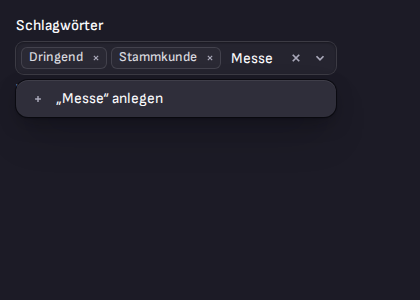 Schlagwörter
Dringend × Stammkunde × Messe ×
+ „Messe“ anlegen